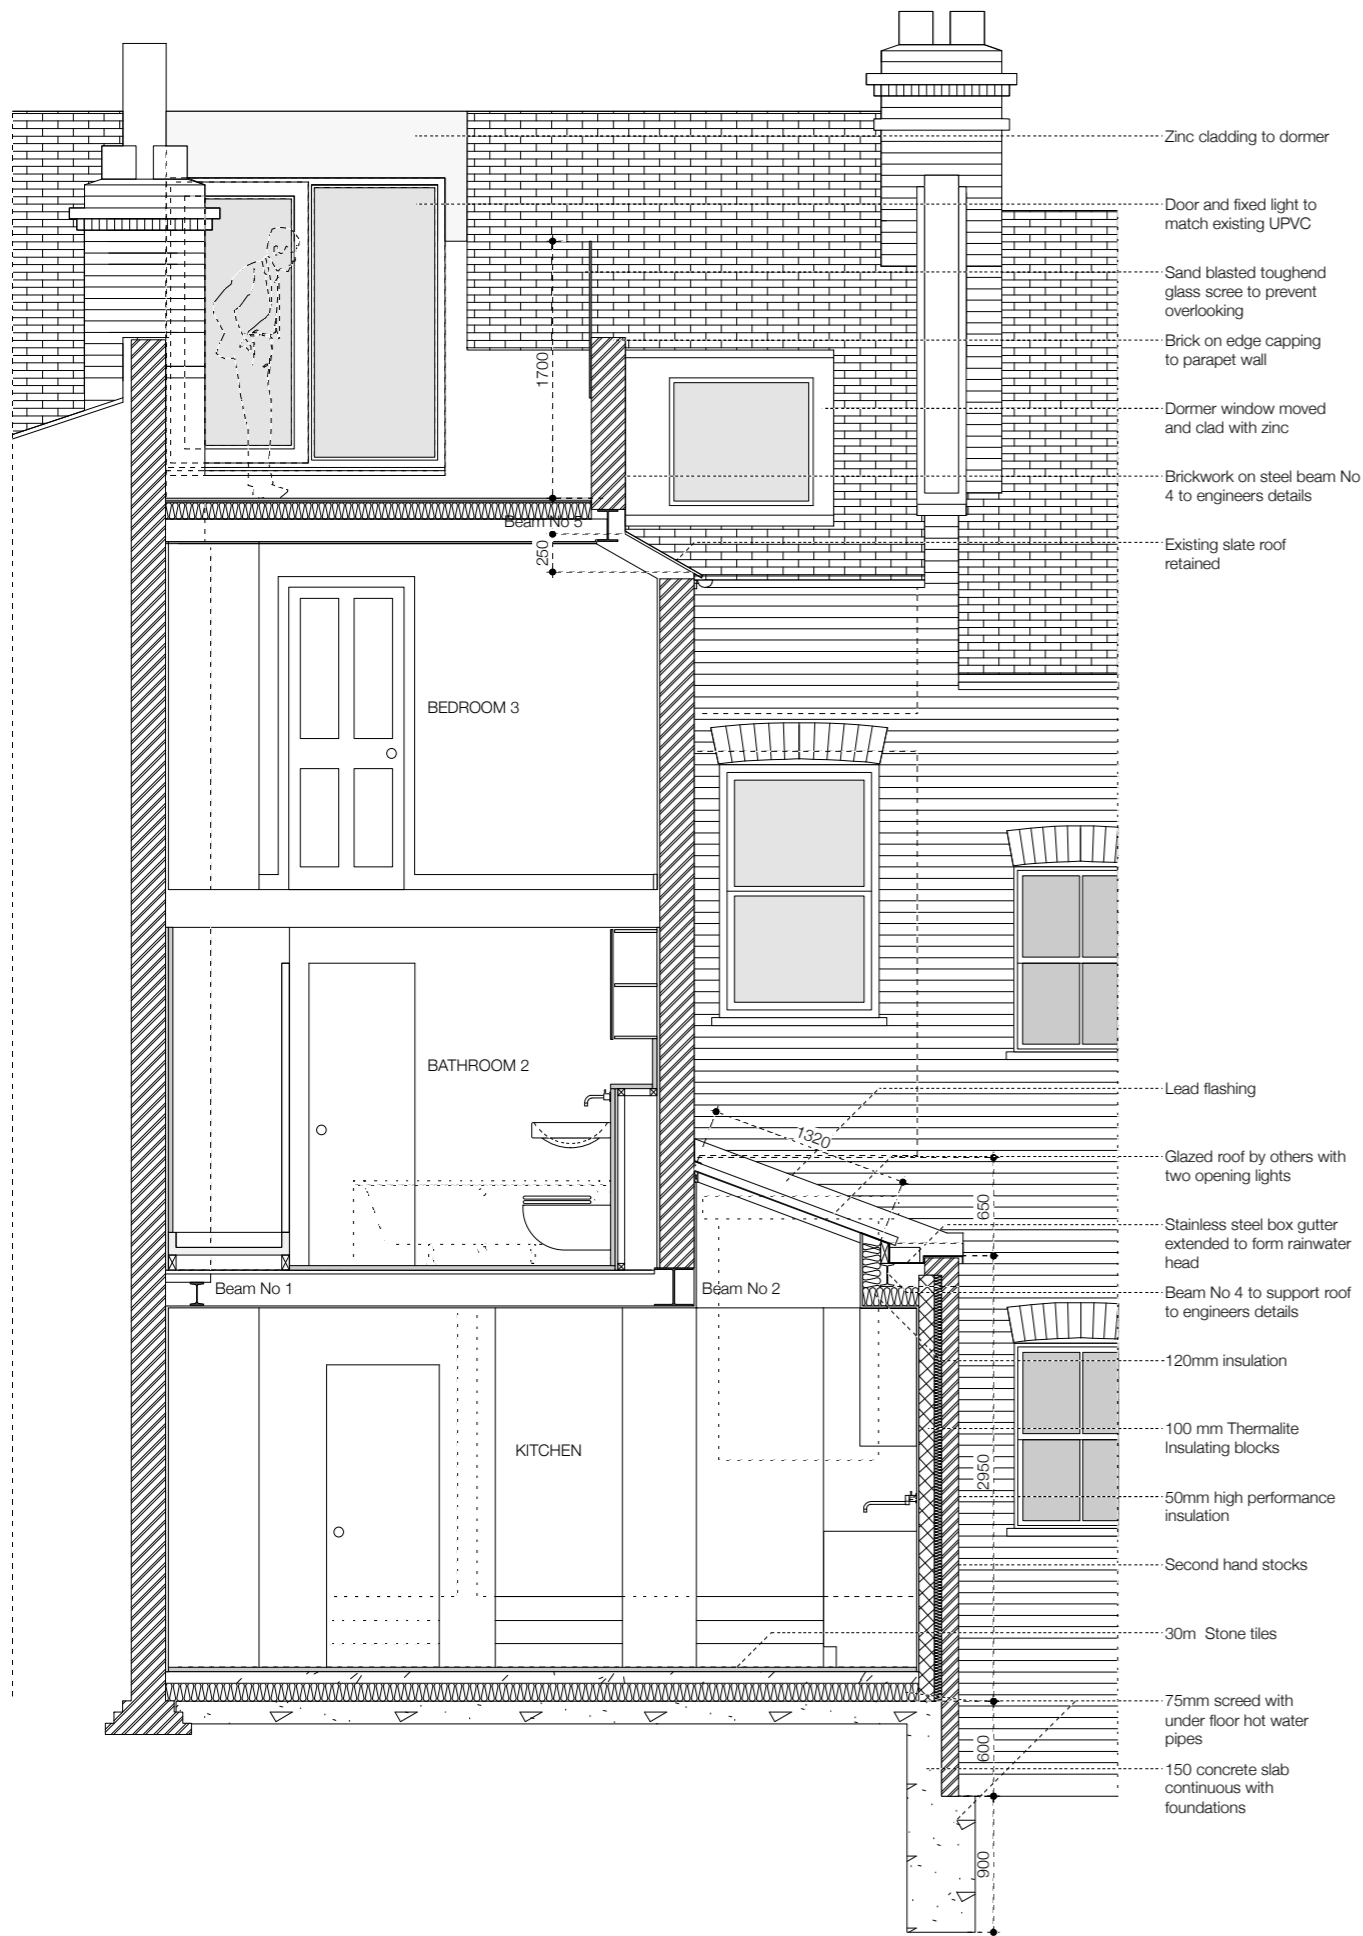 Zinc cladding to dormer
Door and fixed light to
match existing UPVC
Sand blasted toughend
glass scree to prevent
overlooking
Brick on edge capping
to parapet wall
1700
Dormer window moved
and clad with zinc
Brickwork on steel beam No
4 to engineers details
Beam No 5
250
Existing slate roof
retained
BEDROOM 3
BATHROOM 2
Lead flashing
1320
Glazed roof by others with
two opening lights
650
Stainless steel box gutter
extended to form rainwater
head
Beam No 1
Beam No 2
Beam No 4 to support roof
to engineers details
120mm insulation
100 mm Thermalite
Insulating blocks
KITCHEN
2950
50mm high performance
insulation
Second hand stocks
30m Stone tiles
75mm screed with
under floor hot water
pipes
600
150 concrete slab
continuous with
foundations
900